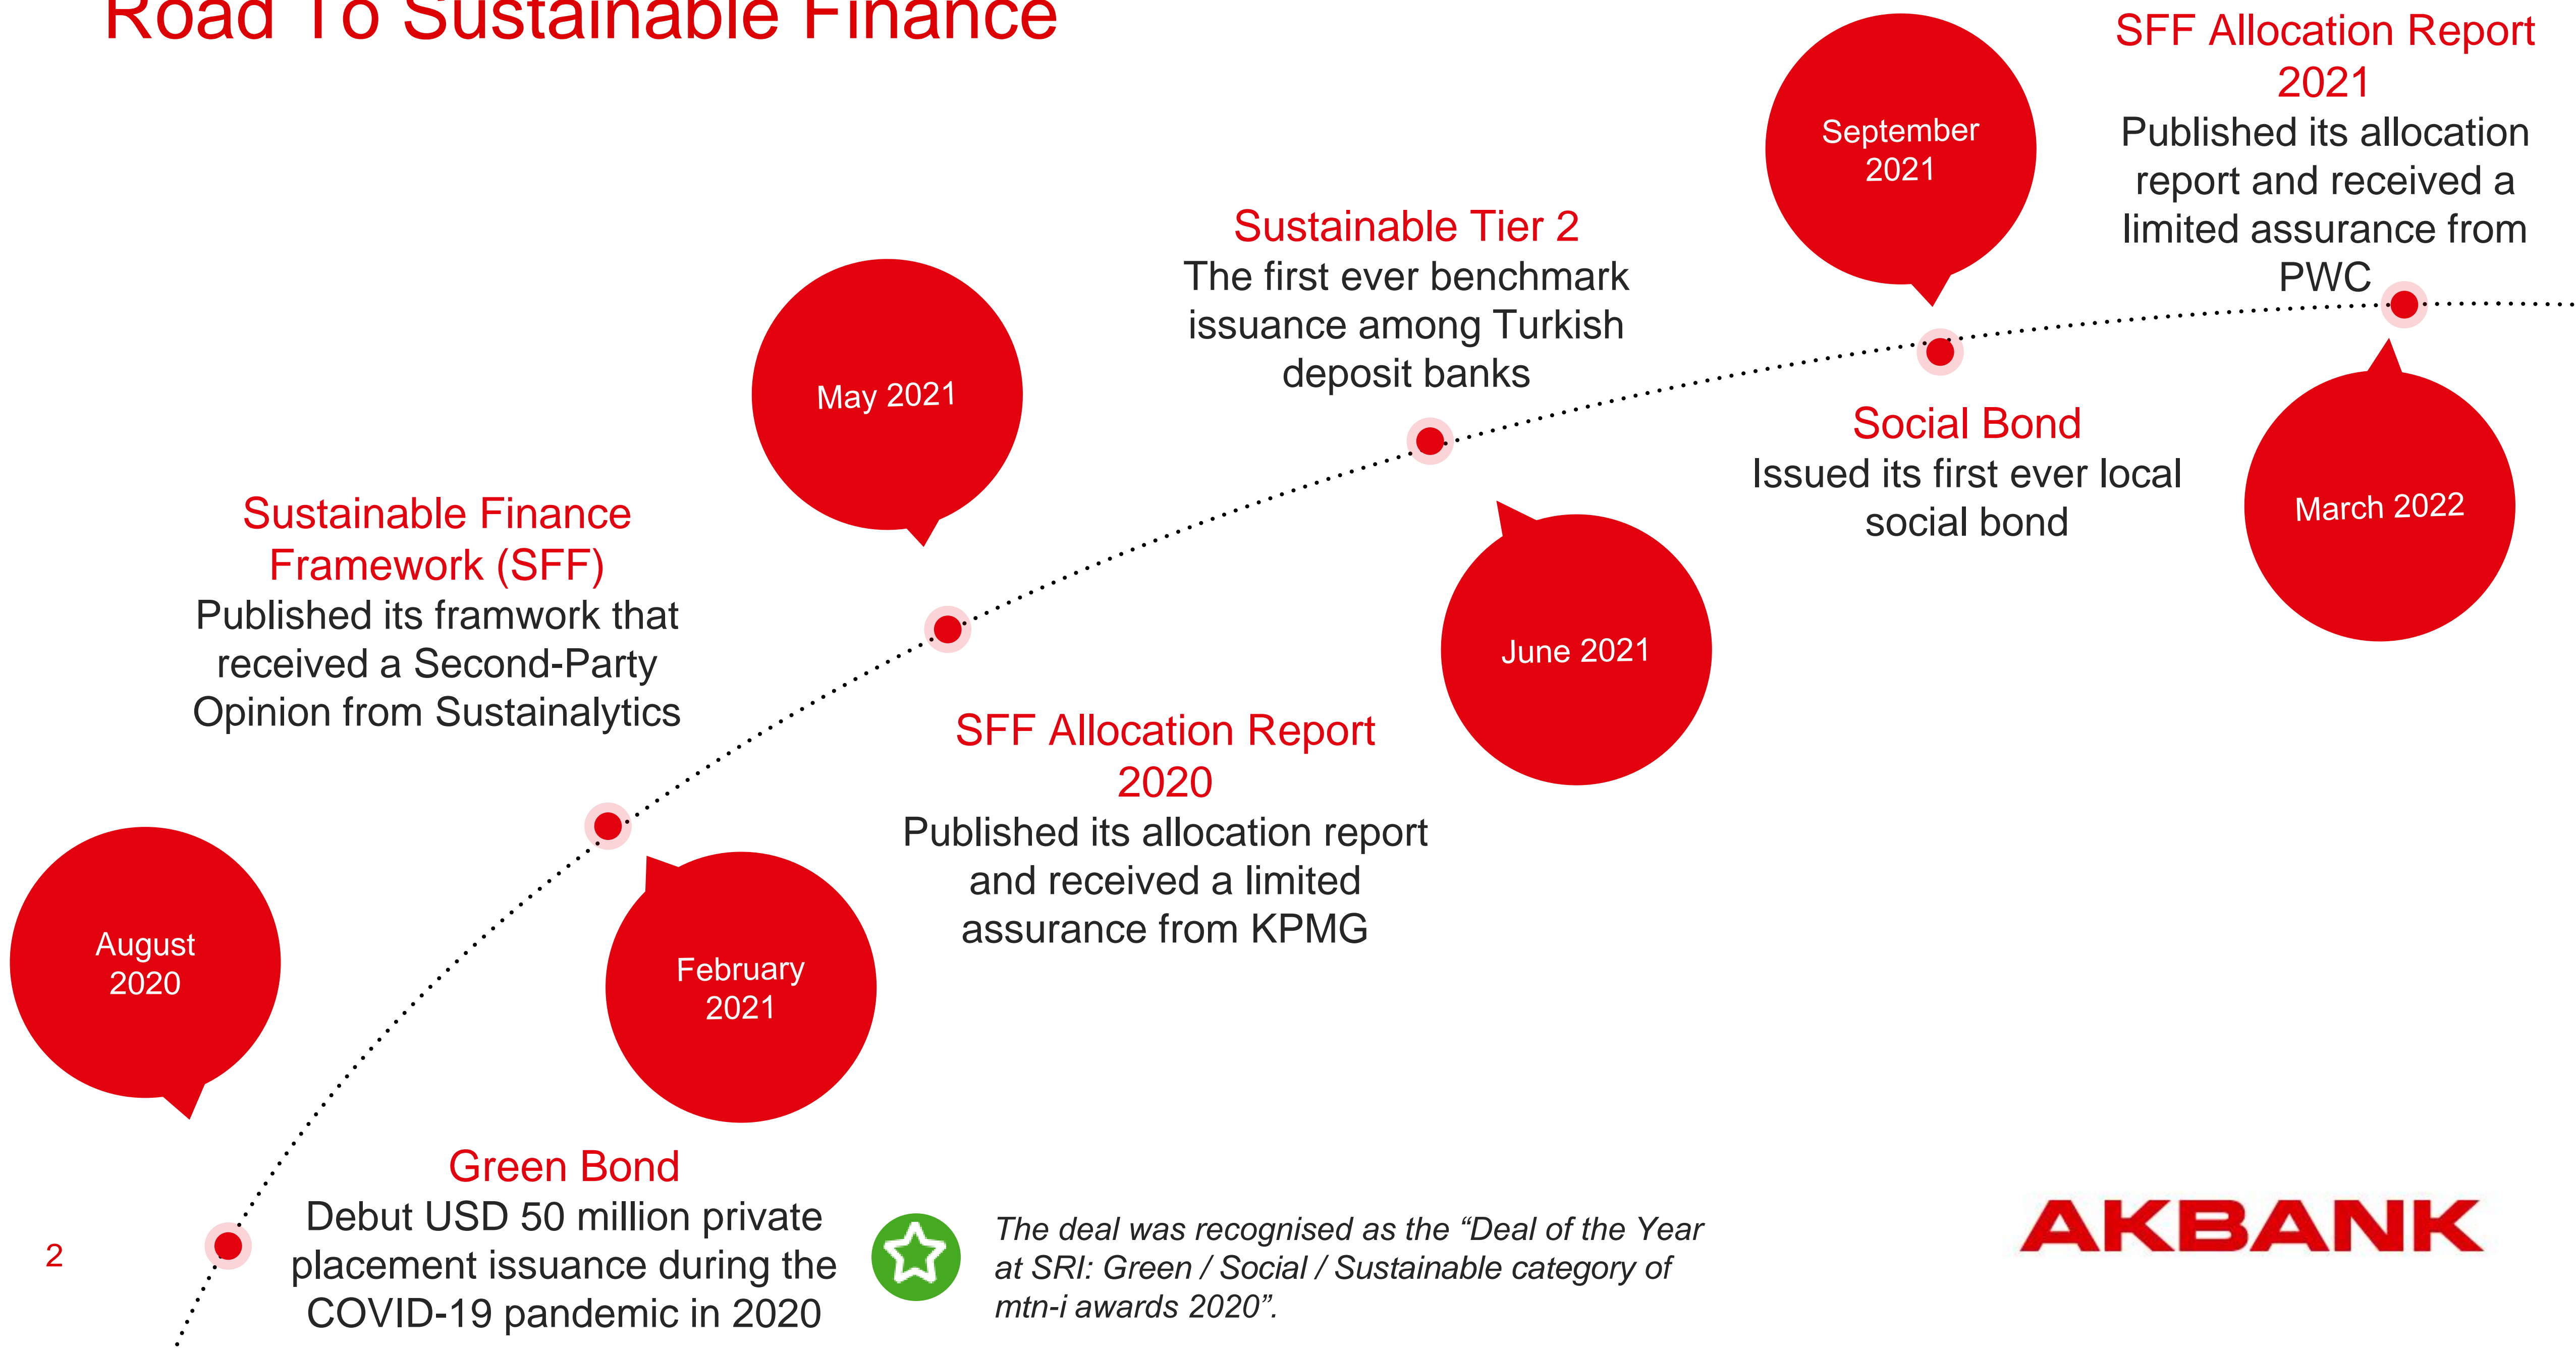 Road To Sustainable Finance
August
2020
Green Bond
Debut USD 50 million private
placement issuance during the
COVID-19 pandemic in 2020
The deal was recognised as the “Deal of the Year
at SRI: Green / Social / Sustainable category of
mtn-i awards 2020”.
Sustainable Finance
Framework (SFF)
Published its framwork that
received a Second-Party
Opinion from Sustainalytics
February
2021
May 2021
SFF Allocation Report
2020
Published its allocation report
and received a limited
assurance from KPMG
Sustainable Tier 2
The first ever benchmark
issuance among Turkish
deposit banks
June 2021
September
2021
Social Bond
Issued its first ever local
social bond
SFF Allocation Report
2021
Published its allocation
report and received a
limited assurance from
PWC
March 2022
2
AKBANK